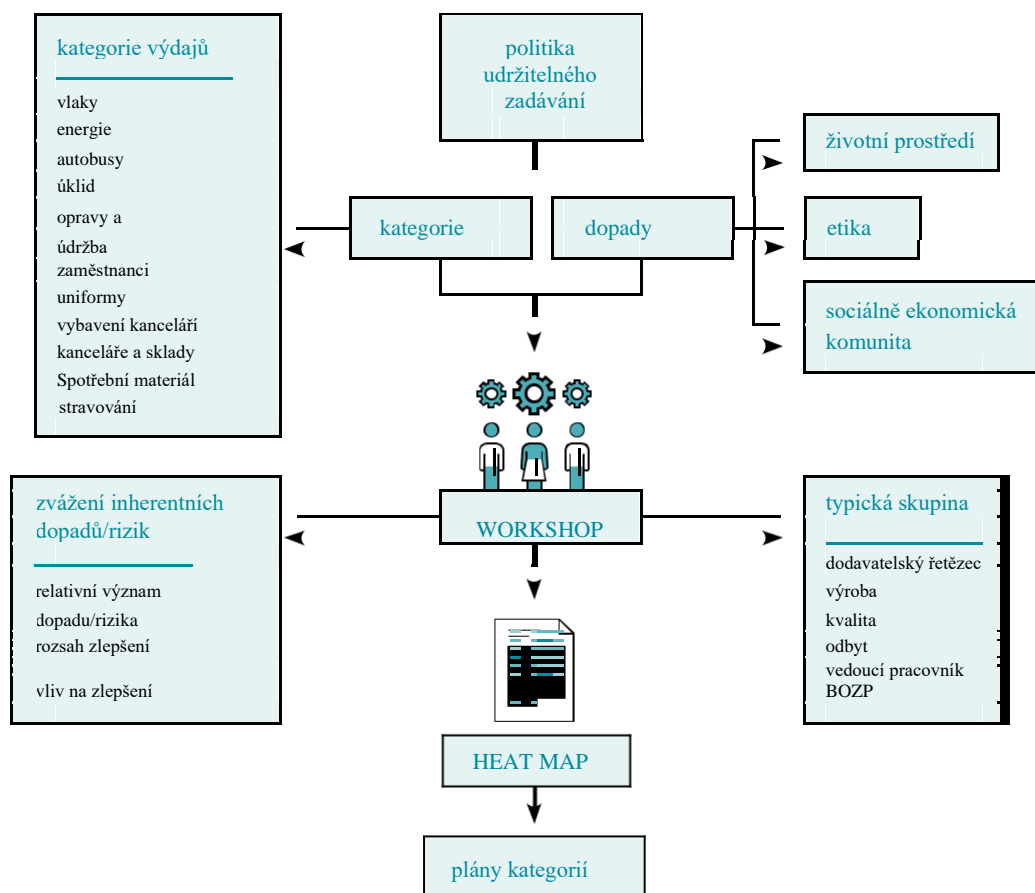 kategorie výdajů
vlaky
energie
autobusy
úklid
opravy a
údržba
zaměstnanci
uniformy
vybavení kanceláří
kanceláře a sklady
Spotřební materiál
stravování
politika
udržitelného
zadávání
kategorie
dopady
životní prostředí
etika
sociálně ekonomická
komunita
zvážení inherentních
dopadů/rizik
relativní význam
dopadu/rizika
rozsah zlepšení
vliv na zlepšení
WORKSHOP
typická skupina
dodavatelský řetězec
výroba
kvalita
odbyt
vedoucí pracovník
BOZP
HEAT MAP
plány kategorií